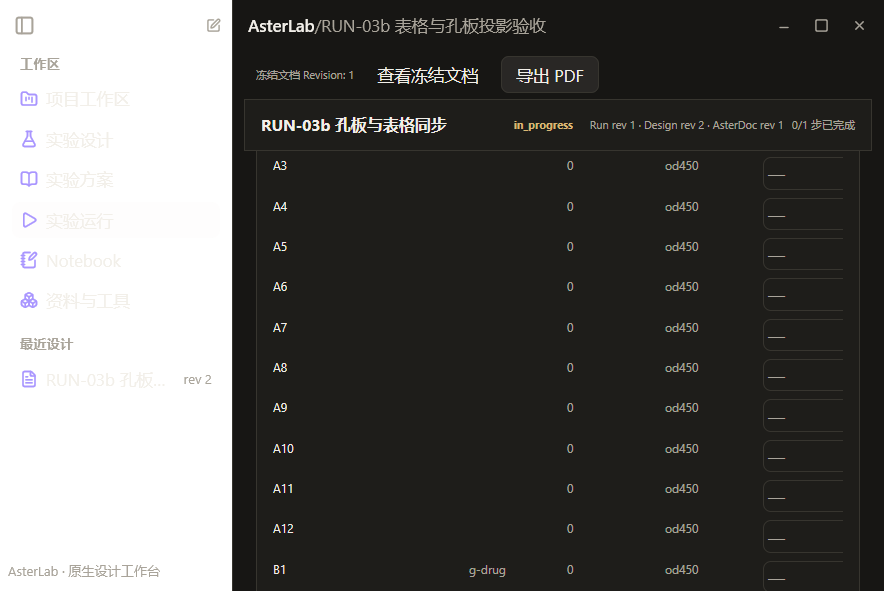 AsterLab/RUN-03b 表格与孔板投影验收
工作区
项目工作区
实验设计
实验方案
实验运行
Notebook
资料与工具
最近设计
RUN-03b 孔板... rev 2
AsterLab · 原生设计工作台
冻结文档 Revision: 1 查看冻结文档 导出 PDF
RUN-03b 孔板与表格同步 in_progress Run rev 1 · Design rev 2 · AsterDoc rev 1 0/1 步已完成
A3 0 od450 —
A4 0 od450 —
A5 0 od450 —
A6 0 od450 —
A7 0 od450 —
A8 0 od450 —
A9 0 od450 —
A10 0 od450 —
A11 0 od450 —
A12 0 od450 —
B1 g-drug 0 od450 —